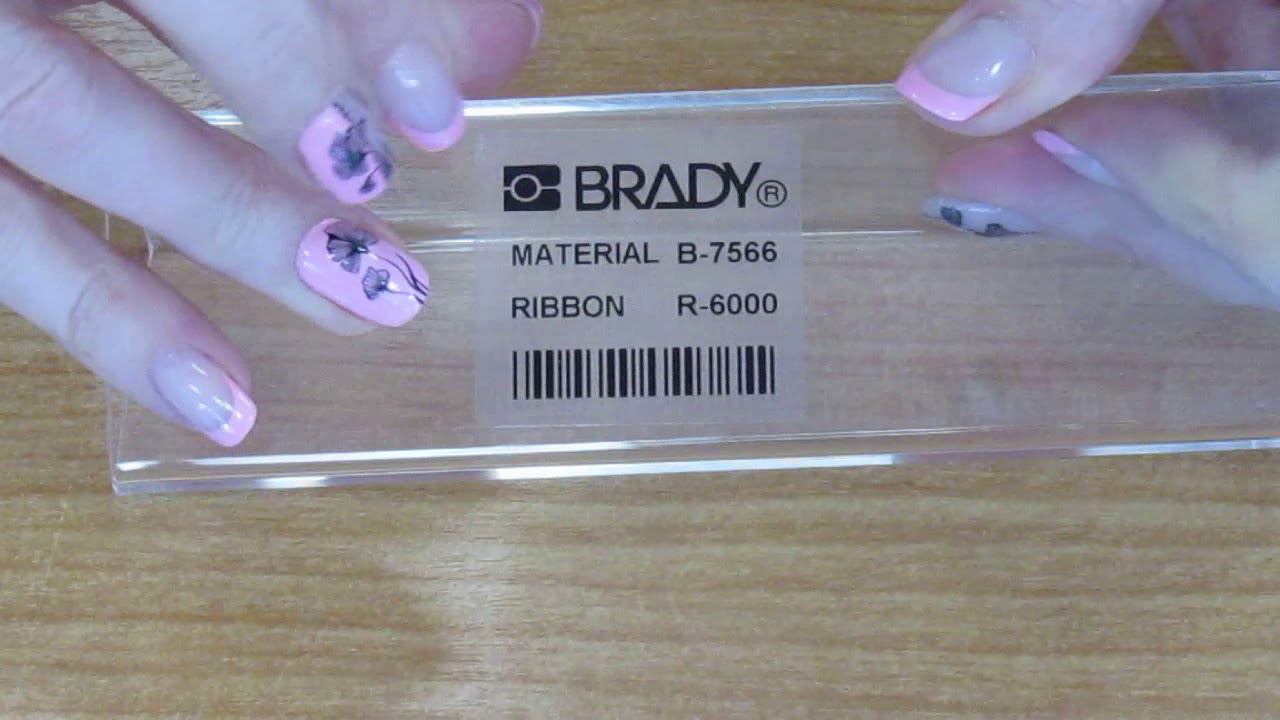 BRADY®
MATERIAL B-7566
RIBBON R-6000